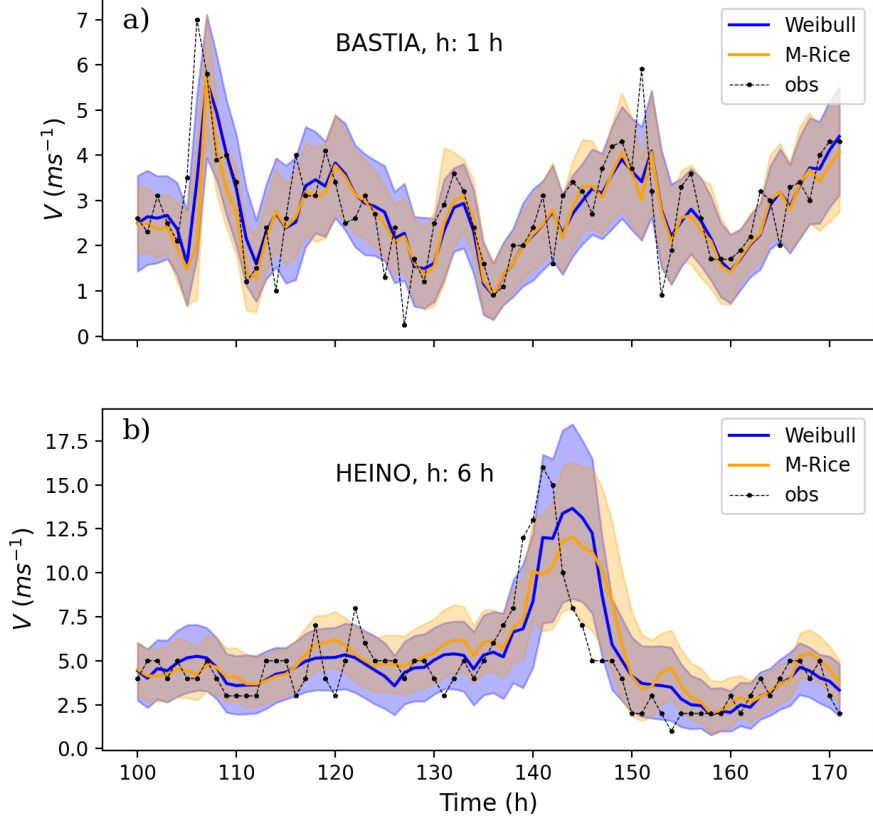 a)
BASTIA, h: 1 h
Weibull
M-Rice
obs
7
6
5
4
3
2
1
0
V (ms⁻¹)
b)
HEINO, h: 6 h
Weibull
M-Rice
obs
17.5
15.0
12.5
10.0
7.5
5.0
2.5
0.0
V (ms⁻¹)
100 110 120 130 140 150 160 170
Time (h)